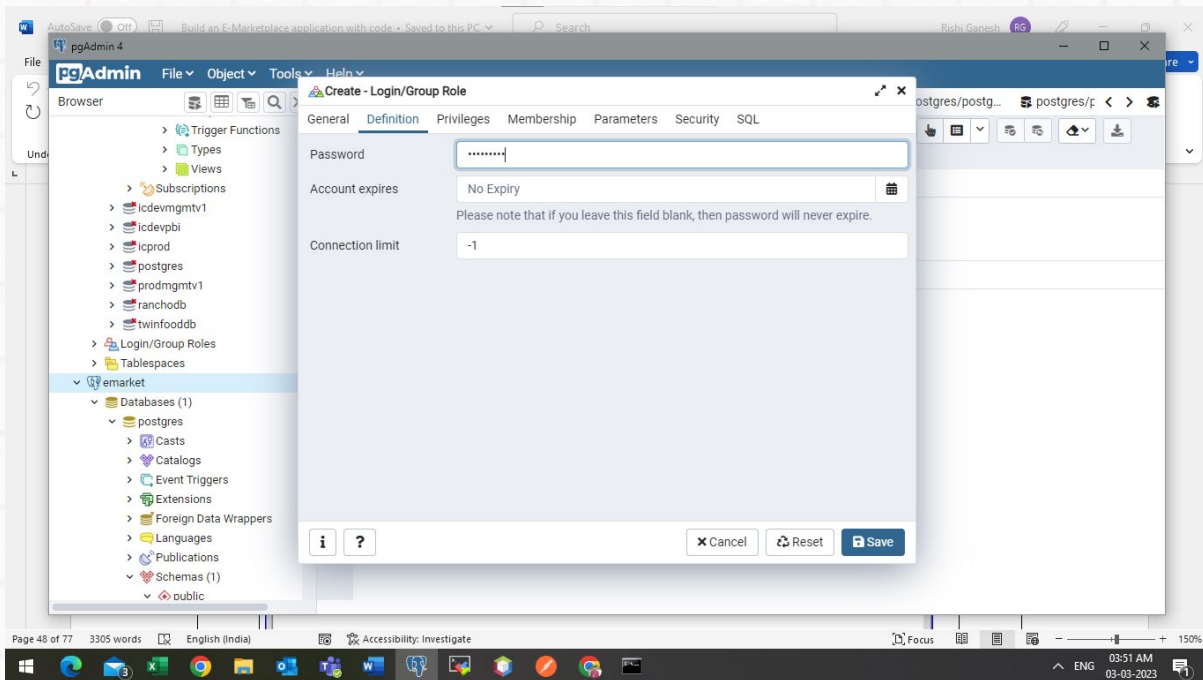 AutoSave Off Build an E-Marketplace application with code • Saved to this PC Search Rishi Ganesh RG
pgAdmin 4
File
pgAdmin File Object Tools Help
Browser
Create - Login/Group Role
General Definition Privileges Membership Parameters Security SQL
ostgres/postg... postgres/p
Password •••••••••
Account expires No Expiry
Please note that if you leave this field blank, then password will never expire.
Connection limit -1
Trigger Functions
Types
Views
Subscriptions
icdevmgmtv1
icdevpbi
icprod
postgres
prodmgmtv1
ranchodb
twinfooddb
Login/Group Roles
Tablespaces
emarket
Databases (1)
postgres
Casts
Catalogs
Event Triggers
Extensions
Foreign Data Wrappers
Languages
Publications
Schemas (1)
public
i ? Cancel Reset Save
Page 48 of 77 3305 words English (India) Accessibility: Investigate Focus 150%
ENG 03:51 AM
03-03-2023